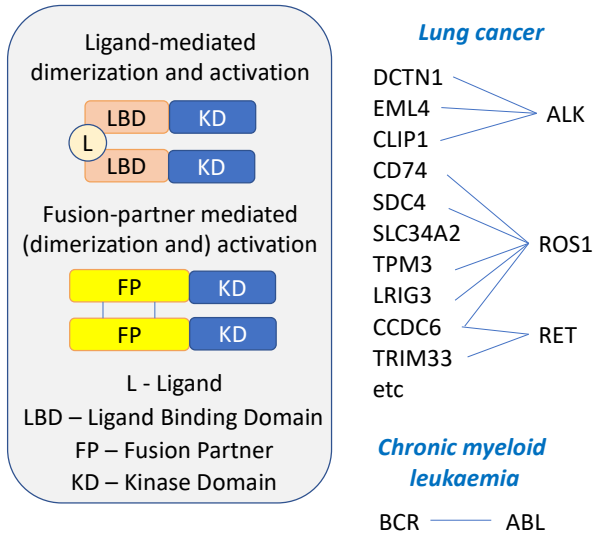 Ligand-mediated
dimerization and activation
LBD KD
L
LBD KD
Fusion-partner mediated
(dimerization and) activation
FP KD
FP KD
L - Ligand
LBD – Ligand Binding Domain
FP – Fusion Partner
KD – Kinase Domain
Lung cancer
DCTN1
EML4
CLIP1
CD74
SDC4
SLC34A2
TPM3
LRIG3
CCDC6
TRIM33
etc
ALK
ROS1
RET
Chronic myeloid
leukaemia
BCR ABL